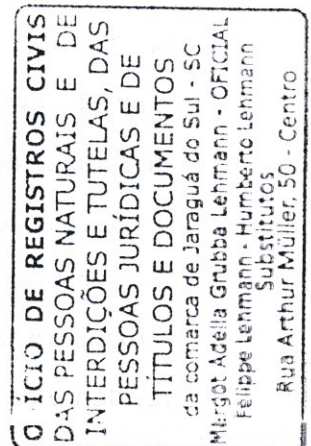 O ÍCIO DE REGISTROS CIVIS
DAS PESSOAS NATURAIS E DE
INTERDIÇÕES E TUTELAS, DAS
PESSOAS JURÍDICAS E DE
TÍTULOS E DOCUMENTOS
da comarca de Jaraguá do Sul - SC
Margot Adélia Grubba Lehmann - OFICIAL
Felippe Lehmann - Humberto Lehmann
Substitutos
Rua Arthur Müller, 50 - Centro